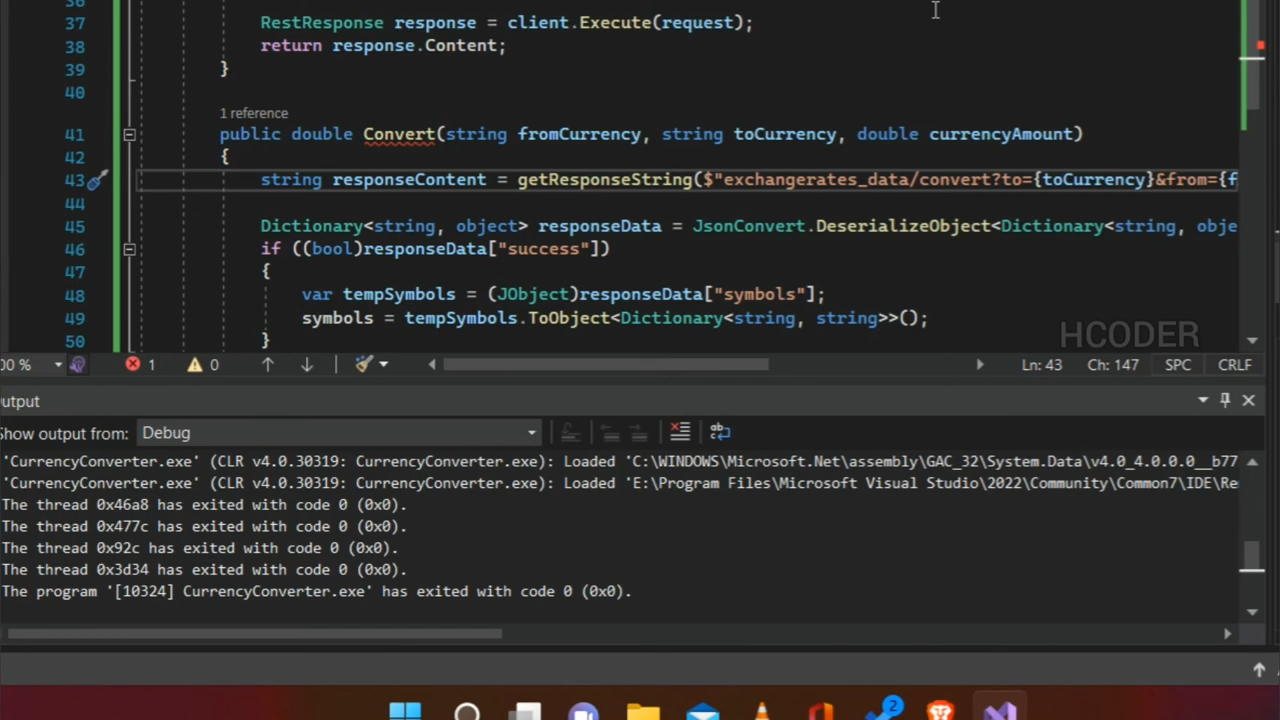 36
37 RestResponse response = client.Execute(request);
38 return response.Content;
39 }
40
1 reference
41 public double Convert(string fromCurrency, string toCurrency, double currencyAmount)
42 {
43 string responseContent = getResponseString($"exchangerates_data/convert?to={toCurrency}&from={f
44
45 Dictionary<string, object> responseData = JsonConvert.DeserializeObject<Dictionary<string, obje
46 if ((bool)responseData["success"])
47 {
48 var tempSymbols = (JObject)responseData["symbols"];
49 symbols = tempSymbols.ToObject<Dictionary<string, string>>();
50 }
HCODER
00 % 1 0 Ln: 43 Ch: 147 SPC CRLF
utput
Show output from: Debug
'CurrencyConverter.exe' (CLR v4.0.30319: CurrencyConverter.exe): Loaded 'C:\WINDOWS\Microsoft.Net\assembly\GAC_32\System.Data\v4.0_4.0.0.0__b77
'CurrencyConverter.exe' (CLR v4.0.30319: CurrencyConverter.exe): Loaded 'E:\Program Files\Microsoft Visual Studio\2022\Community\Common7\IDE\Re
The thread 0x46a8 has exited with code 0 (0x0).
The thread 0x477c has exited with code 0 (0x0).
The thread 0x92c has exited with code 0 (0x0).
The thread 0x3d34 has exited with code 0 (0x0).
The program '[10324] CurrencyConverter.exe' has exited with code 0 (0x0).
2